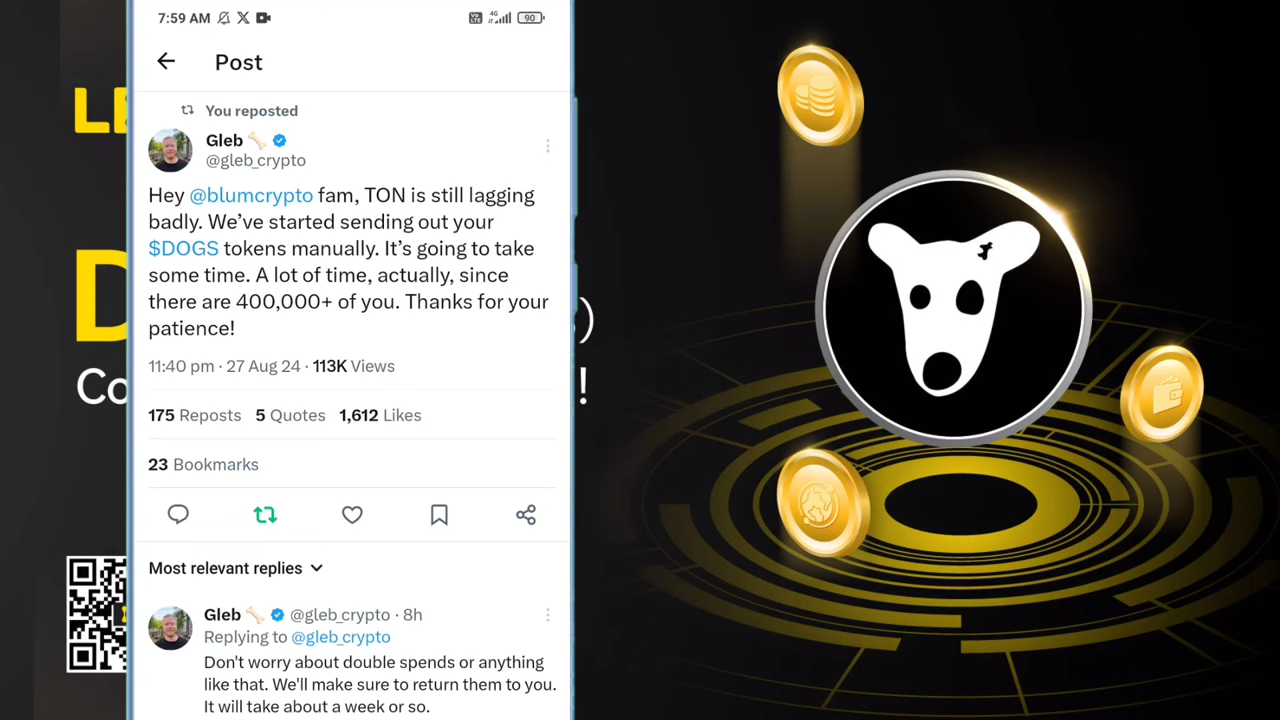 7:59 AM
4G
90
Post
You reposted
Gleb
@gleb_crypto
Hey @blumcrypto fam, TON is still lagging
badly. We’ve started sending out your
$DOGS tokens manually. It’s going to take
some time. A lot of time, actually, since
there are 400,000+ of you. Thanks for your
patience!
11:40 pm · 27 Aug 24 · 113K Views
175 Reposts 5 Quotes 1,612 Likes
23 Bookmarks
Most relevant replies
Gleb @gleb_crypto · 8h
Replying to @gleb_crypto
Don't worry about double spends or anything
like that. We'll make sure to return them to you.
It will take about a week or so.
LE
D )
Co !